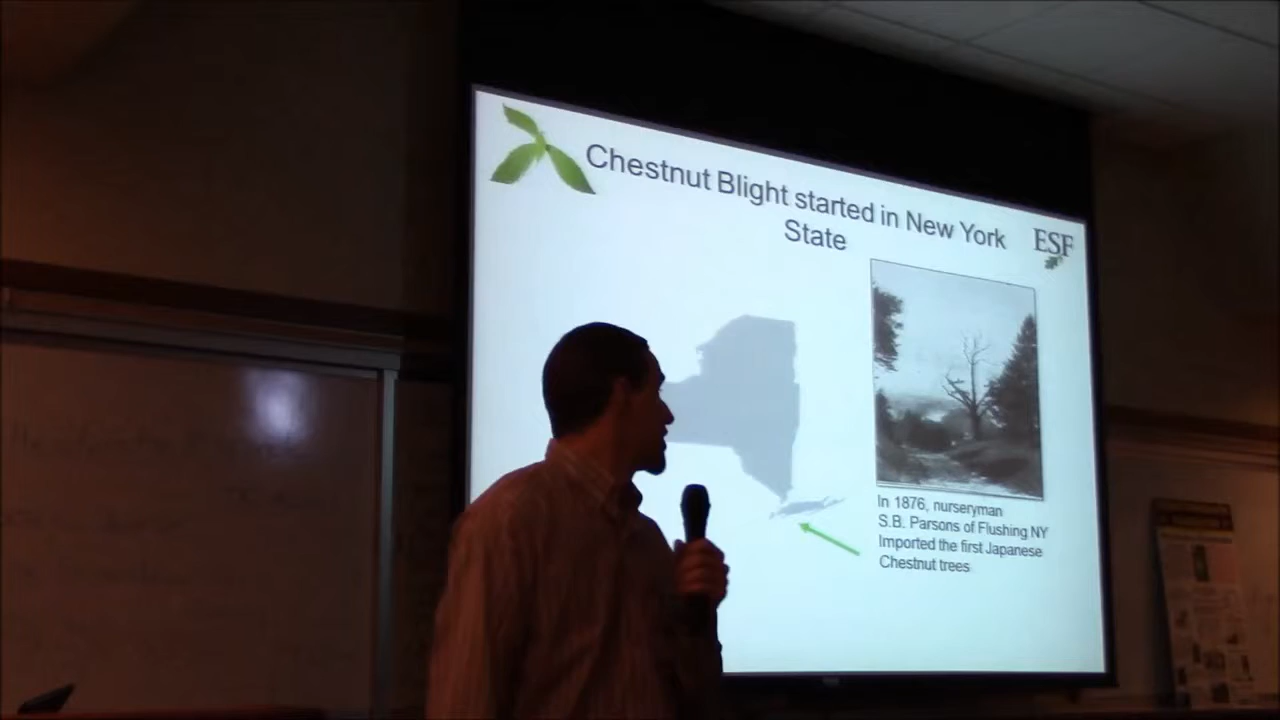 Chestnut Blight started in New York
State
ESF
In 1876, nurseryman
S.B. Parsons of Flushing NY
Imported the first Japanese
Chestnut trees